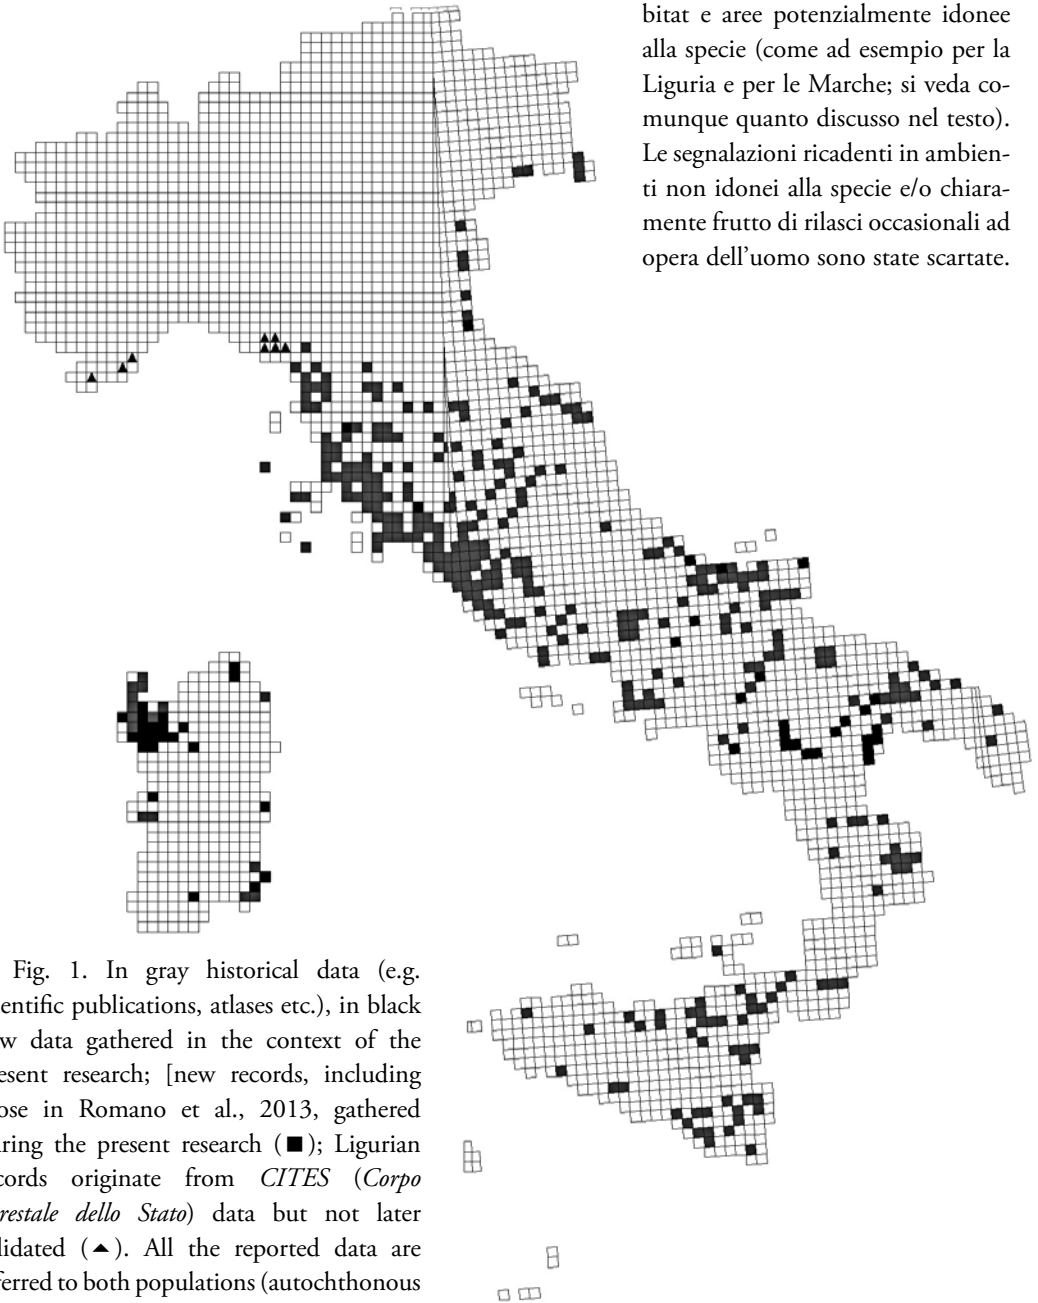 bitat e aree potenzialmente idonee
alla specie (come ad esempio per la
Liguria e per le Marche; si veda co-
munque quanto discusso nel testo).
Le segnalazioni ricadenti in ambien-
ti non idonei alla specie e/o chiara-
mente frutto di rilasci occasionali ad
opera dell'uomo sono state scartate.
Fig. 1. In gray historical data (e.g.
entific publications, atlases etc.), in black
w data gathered in the context of the
esent research; [new records, including
ose in Romano et al., 2013, gathered
ring the present research (■); Ligurian
cords originate from CITES (Corpo
restale dello Stato) data but not later
lidated (▲). All the reported data are
ferred to both populations (autochthonous